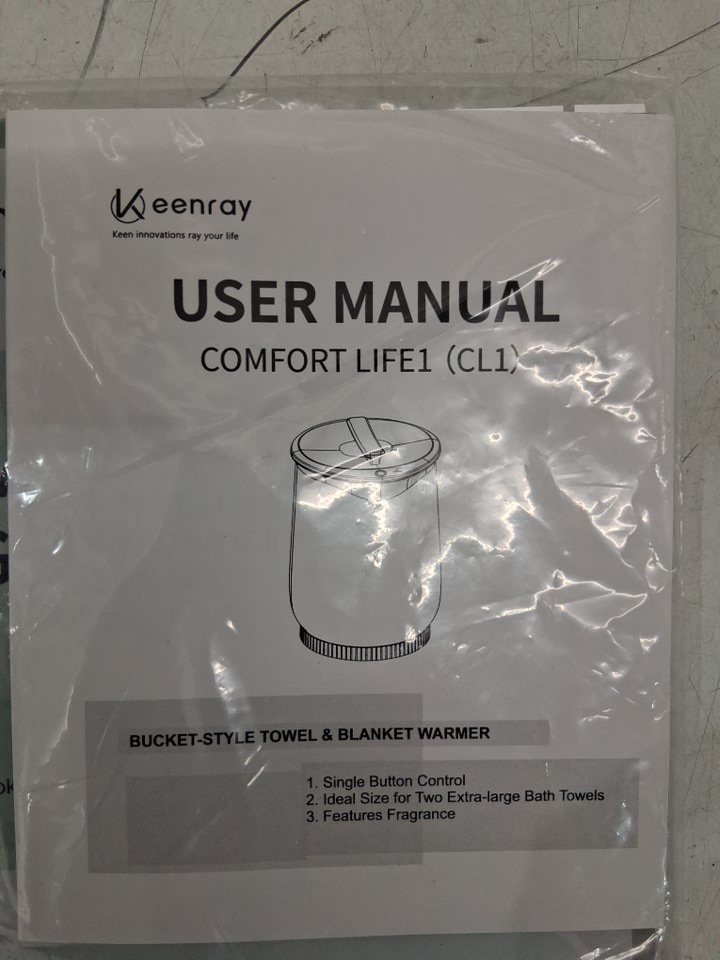 Keenray
Keen innovations ray your life
USER MANUAL
COMFORT LIFE1 (CL1)
BUCKET-STYLE TOWEL & BLANKET WARMER
1. Single Button Control
2. Ideal Size for Two Extra-large Bath Towels
3. Features Fragrance